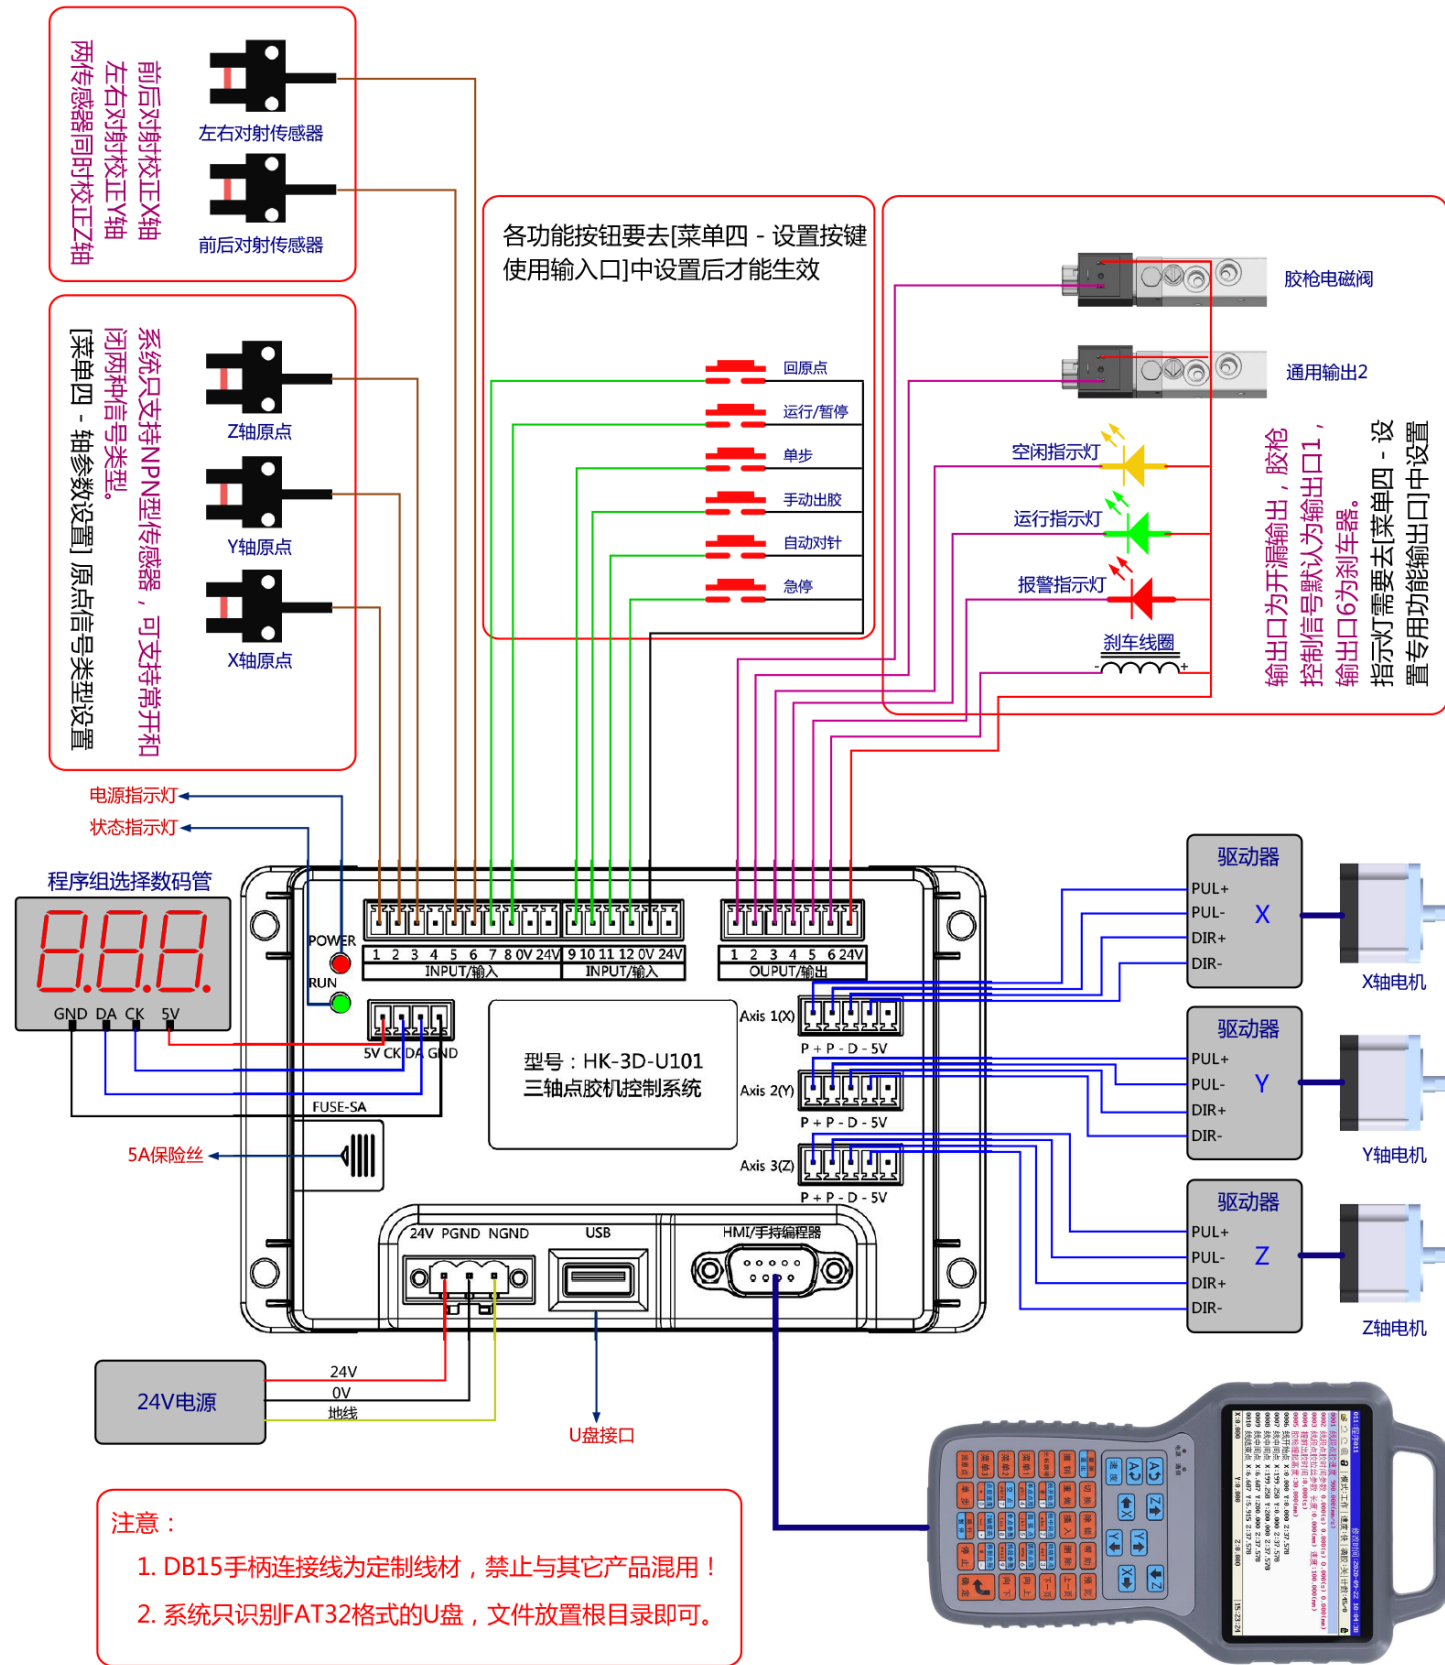 前后对射校正X轴
左右对射校正Y轴
两传感器同时校正Z轴
左右对射传感器
前后对射传感器
系统只支持NPN型传感器，可支持常开和
闭两种信号类型。
[菜单四 - 轴参数设置] 原点信号类型设置
Z轴原点
Y轴原点
X轴原点
各功能按钮要去[菜单四 - 设置按键
使用输入口]中设置后才能生效
回原点
运行/暂停
单步
手动出胶
自动对针
急停
胶枪电磁阀
通用输出2
空闲指示灯
运行指示灯
报警指示灯
刹车线圈
- +
输出口为开漏输出，胶枪
控制信号默认为输出口1，
输出口6为刹车器。
指示灯需要去[菜单四 - 设
置专用功能输出口]中设置
电源指示灯
状态指示灯
程序组选择数码管
8.8.8.
GND DA CK 5V
POWER
RUN
1 2 3 4 5 6 7 8 0V 24V
INPUT/输入
9 10 11 12 0V 24V
INPUT/输入
1 2 3 4 5 6 24V
OUPUT/输出
5V CK DA GND
FUSE-SA
5A保险丝
型号：HK-3D-U101
三轴点胶机控制系统
Axis 1(X)
P + P - D - 5V
Axis 2(Y)
P + P - D - 5V
Axis 3(Z)
P + P - D - 5V
驱动器
X
PUL+
PUL-
DIR+
DIR-
X轴电机
驱动器
Y
PUL+
PUL-
DIR+
DIR-
Y轴电机
驱动器
Z
PUL+
PUL-
DIR+
DIR-
Z轴电机
24V PGND NGND
USB
HMI/手持编程器
24V电源
24V
0V
地线
U盘接口
注意：
1. DB15手柄连接线为定制线材，禁止与其它产品混用！
2. 系统只识别FAT32格式的U盘，文件放置根目录即可。